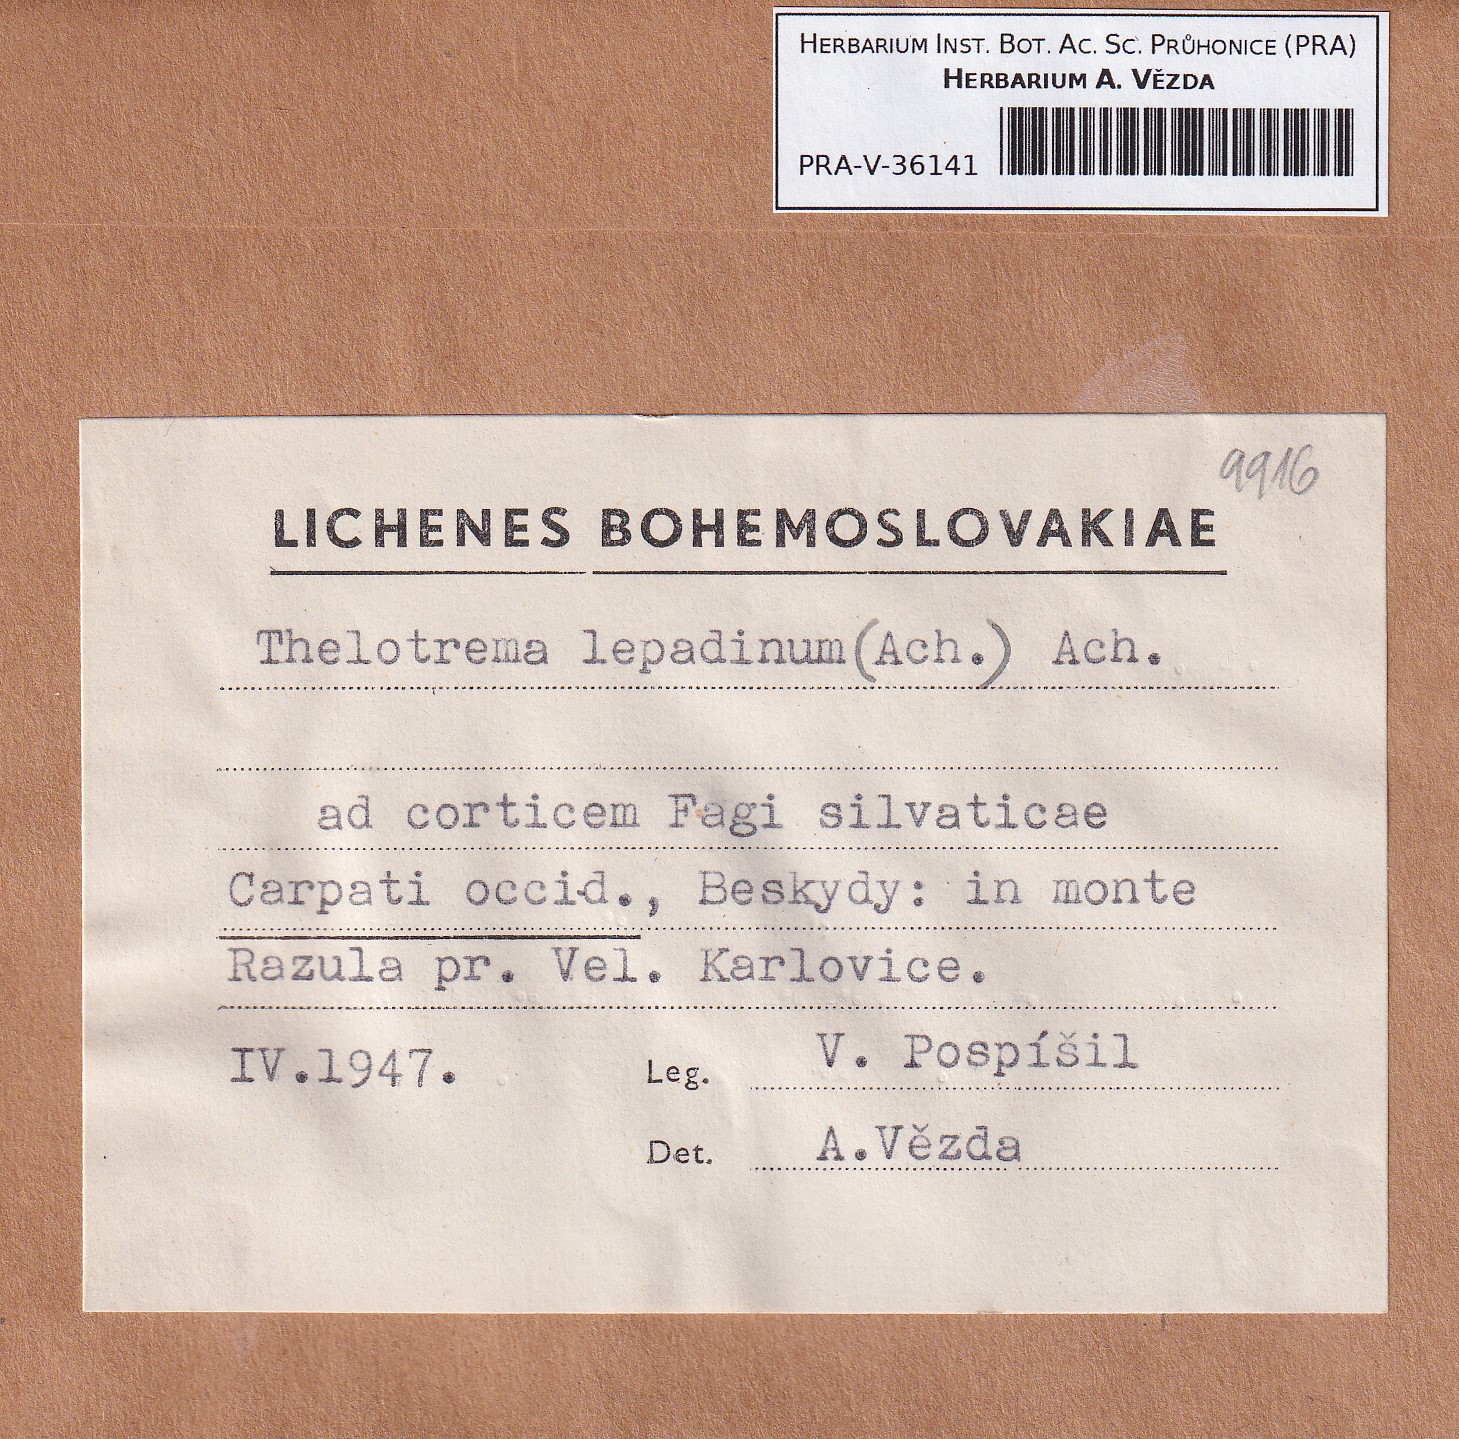 HERBARIUM INST. BOT. AC. SC. PRŮHONICE (PRA)
HERBARIUM A. VĚZDA
PRA-V-36141
9916
LICHENES BOHEMOSLOVAKIAE
Thelotrema lepadinum (Ach.) Ach.
ad corticem Fagi silvaticae
Carpati occid., Beskydy: in monte
Razula pr. Vel. Karlovice.
IV.1947. Leg. V. Pospíšil
Det. A.Vězda